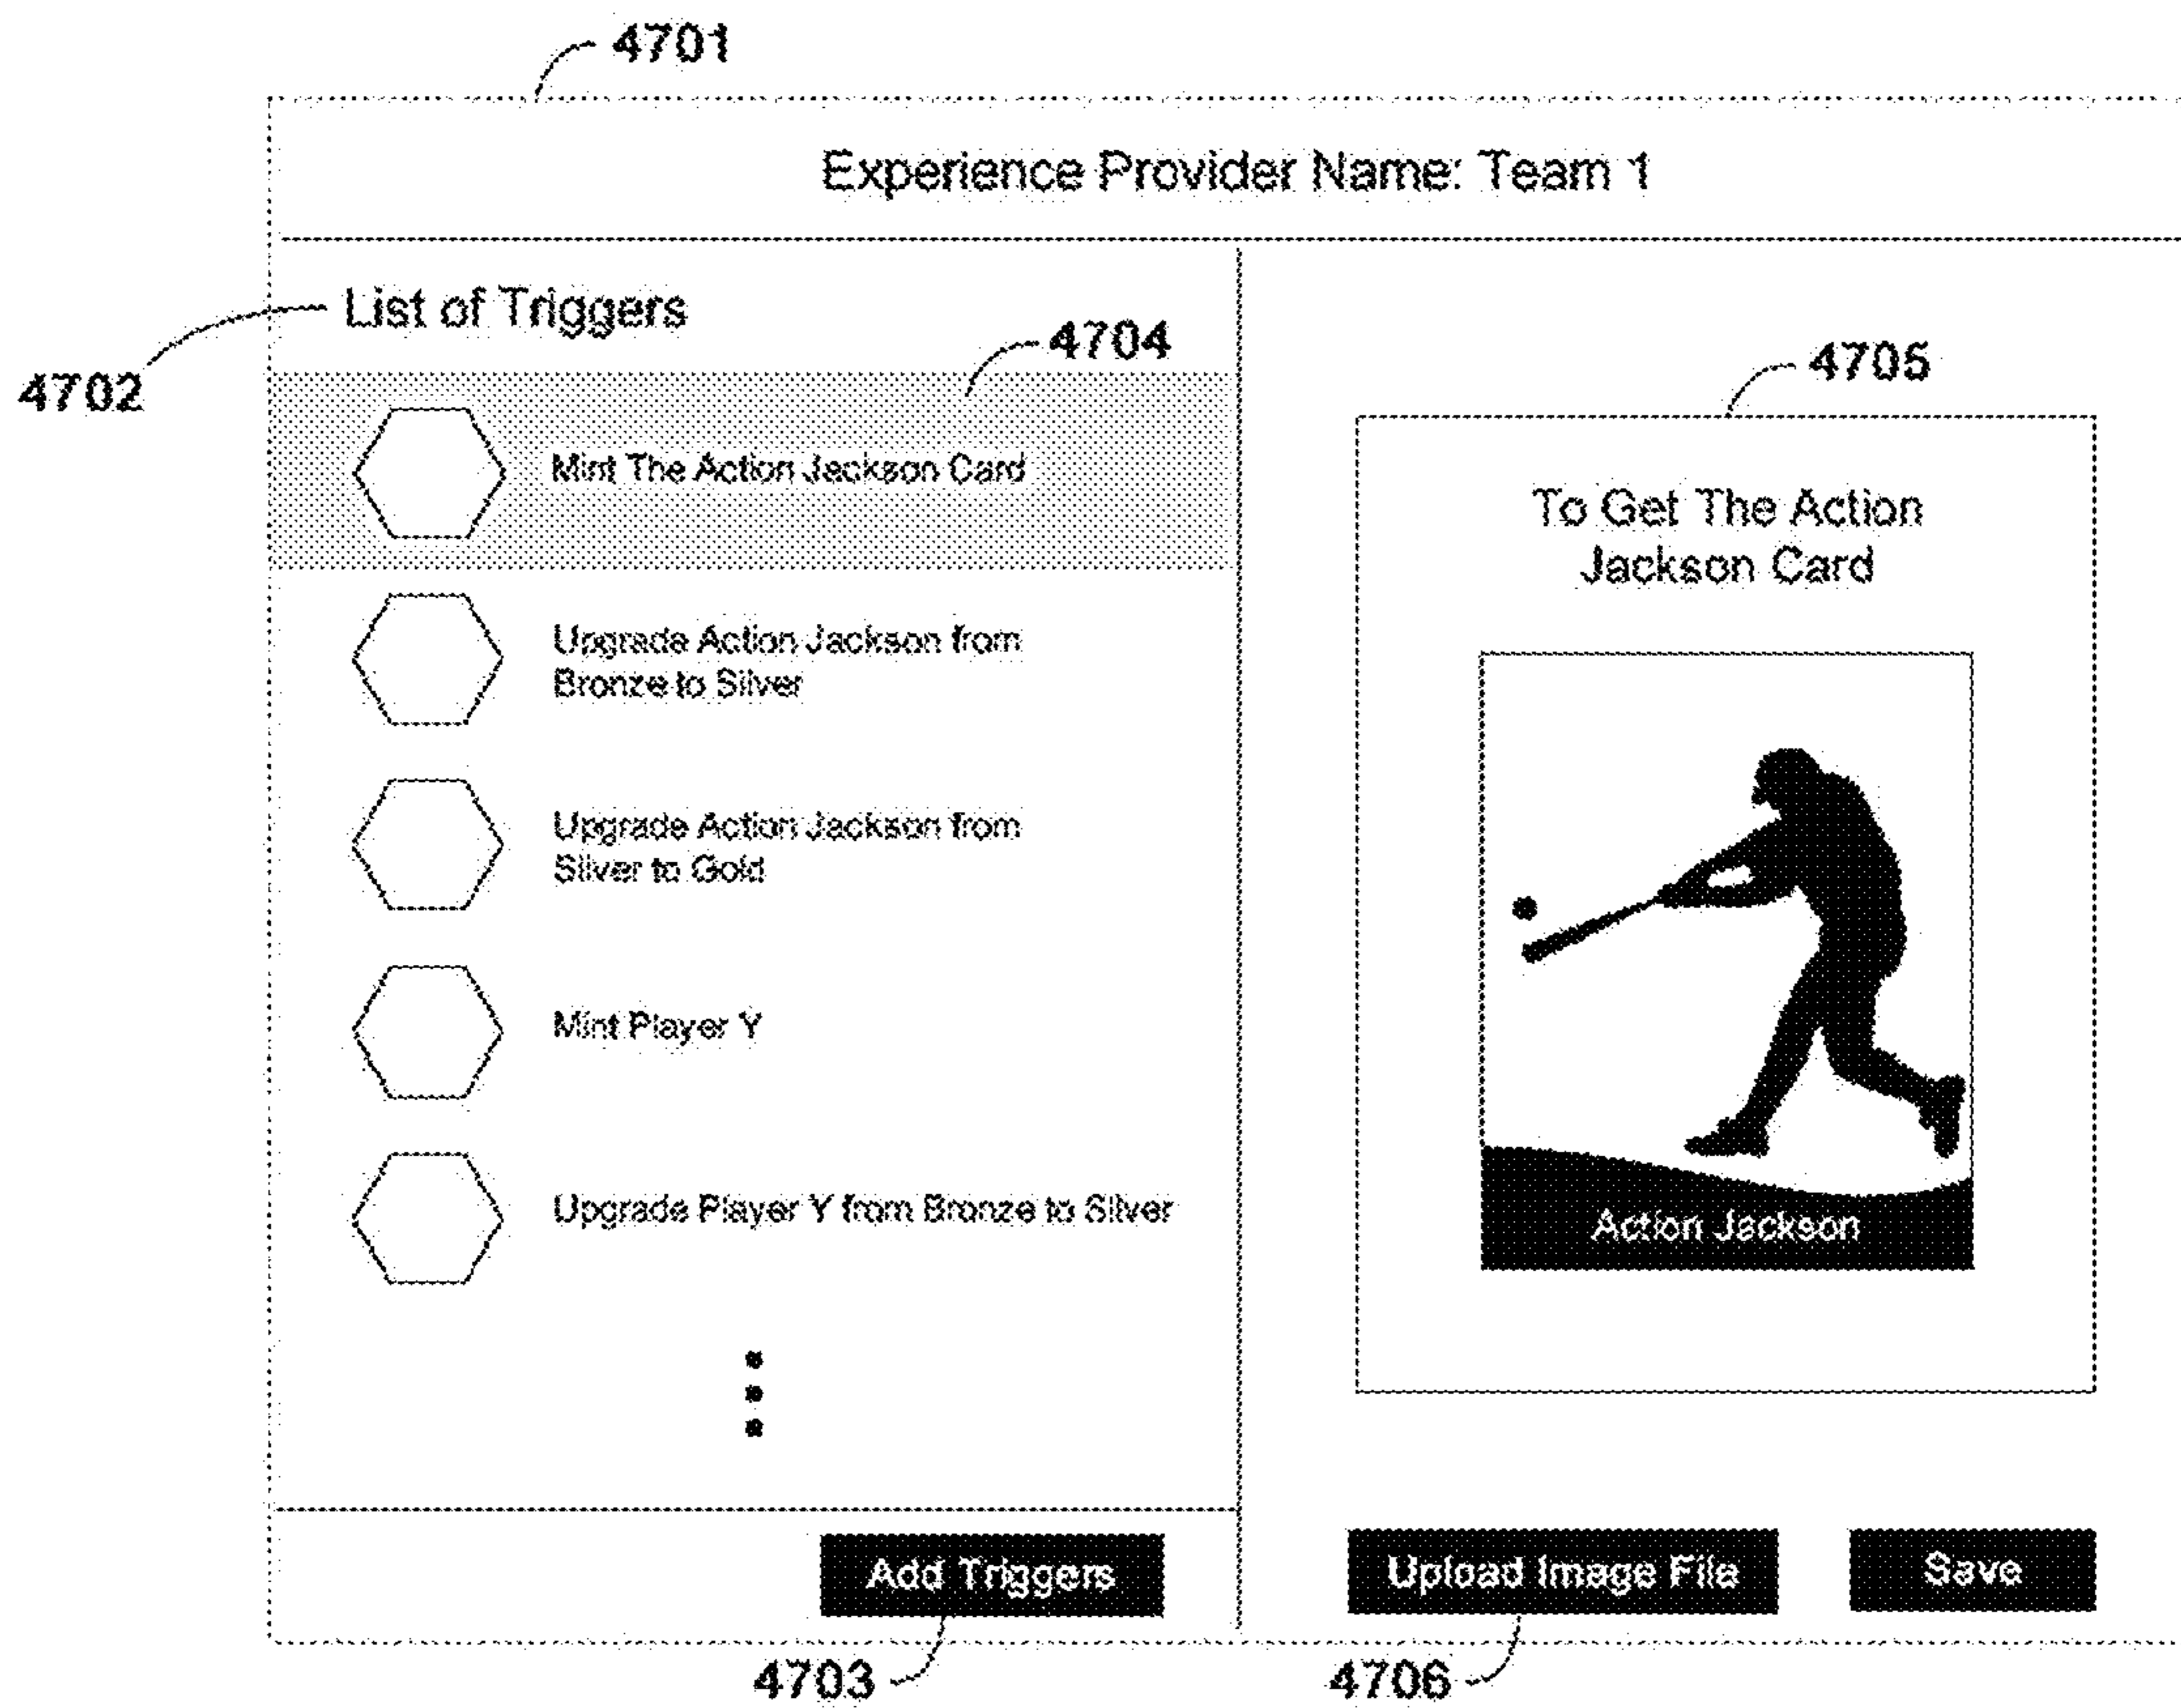 4701
Experience Provider Name: Team 1
List of Triggers
4702
4704
Mint The Action Jackson Card
Upgrade Action Jackson from
Bronze to Silver
Upgrade Action Jackson from
Silver to Gold
Mint Player Y
Upgrade Player Y from Bronze to Silver
Add Triggers
4703
4705
To Get The Action
Jackson Card
Action Jackson
Upload Image File
Save
4706